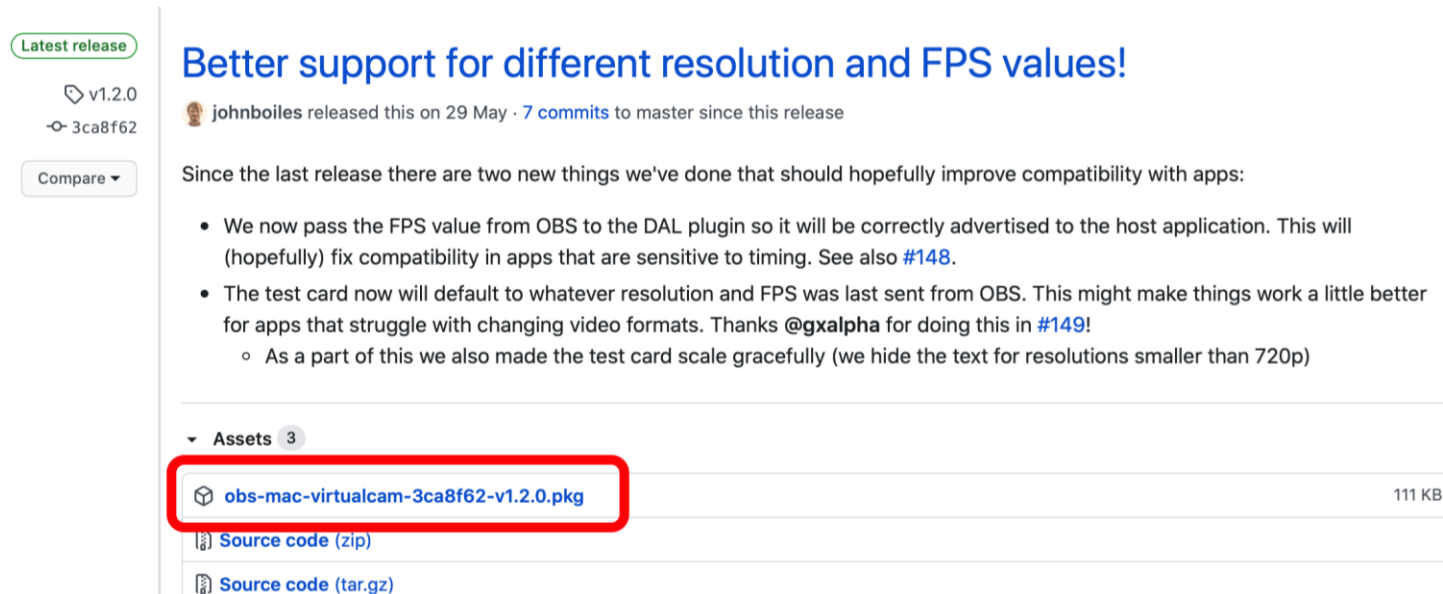 Latest release
v1.2.0
3ca8f62
Compare
Better support for different resolution and FPS values!
johnboiles released this on 29 May · 7 commits to master since this release
Since the last release there are two new things we've done that should hopefully improve compatibility with apps:
• We now pass the FPS value from OBS to the DAL plugin so it will be correctly advertised to the host application. This will
(hopefully) fix compatibility in apps that are sensitive to timing. See also #148.
• The test card now will default to whatever resolution and FPS was last sent from OBS. This might make things work a little better
for apps that struggle with changing video formats. Thanks @gxalpha for doing this in #149!
◦ As a part of this we also made the test card scale gracefully (we hide the text for resolutions smaller than 720p)
Assets 3
obs-mac-virtualcam-3ca8f62-v1.2.0.pkg 111 KB
Source code (zip)
Source code (tar.gz)